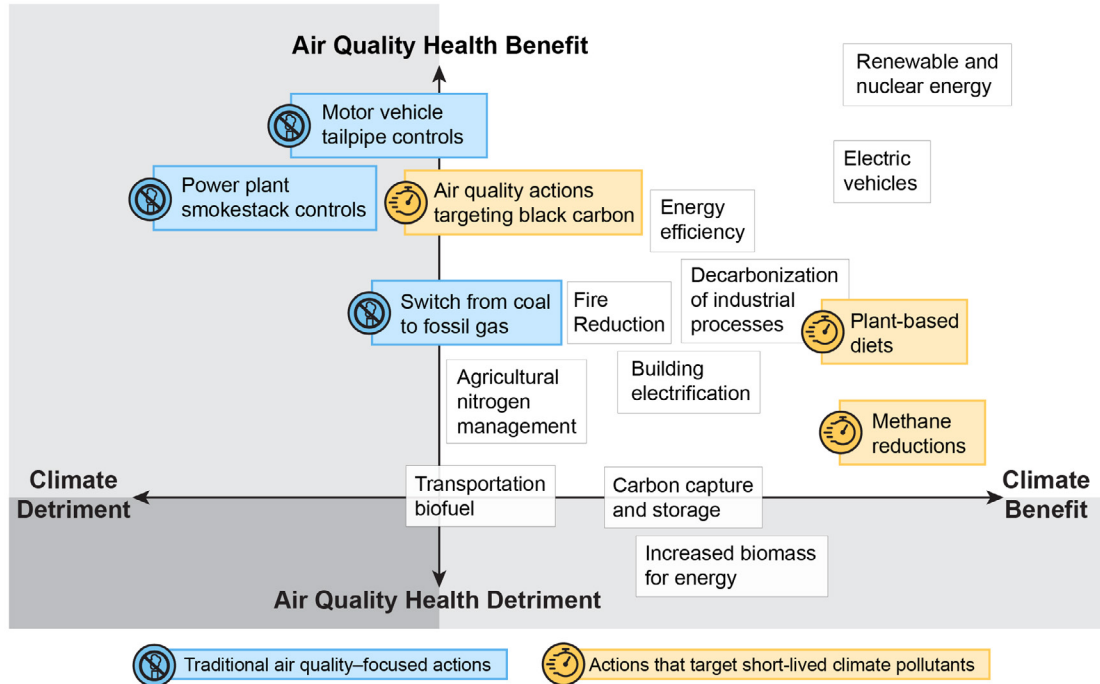 Air Quality Health Benefit
Renewable and
nuclear energy
Motor vehicle
tailpipe controls
Electric
vehicles
Power plant
smokestack controls
Air quality actions
targeting black carbon
Energy
efficiency
Decarbonization
of industrial
processes
Switch from coal
to fossil gas
Fire
Reduction
Plant-based
diets
Building
electrification
Agricultural
nitrogen
management
Methane
reductions
Climate
Detriment
Transportation
biofuel
Carbon capture
and storage
Climate
Benefit
Increased biomass
for energy
Air Quality Health Detriment
Traditional air quality–focused actions
Actions that target short-lived climate pollutants